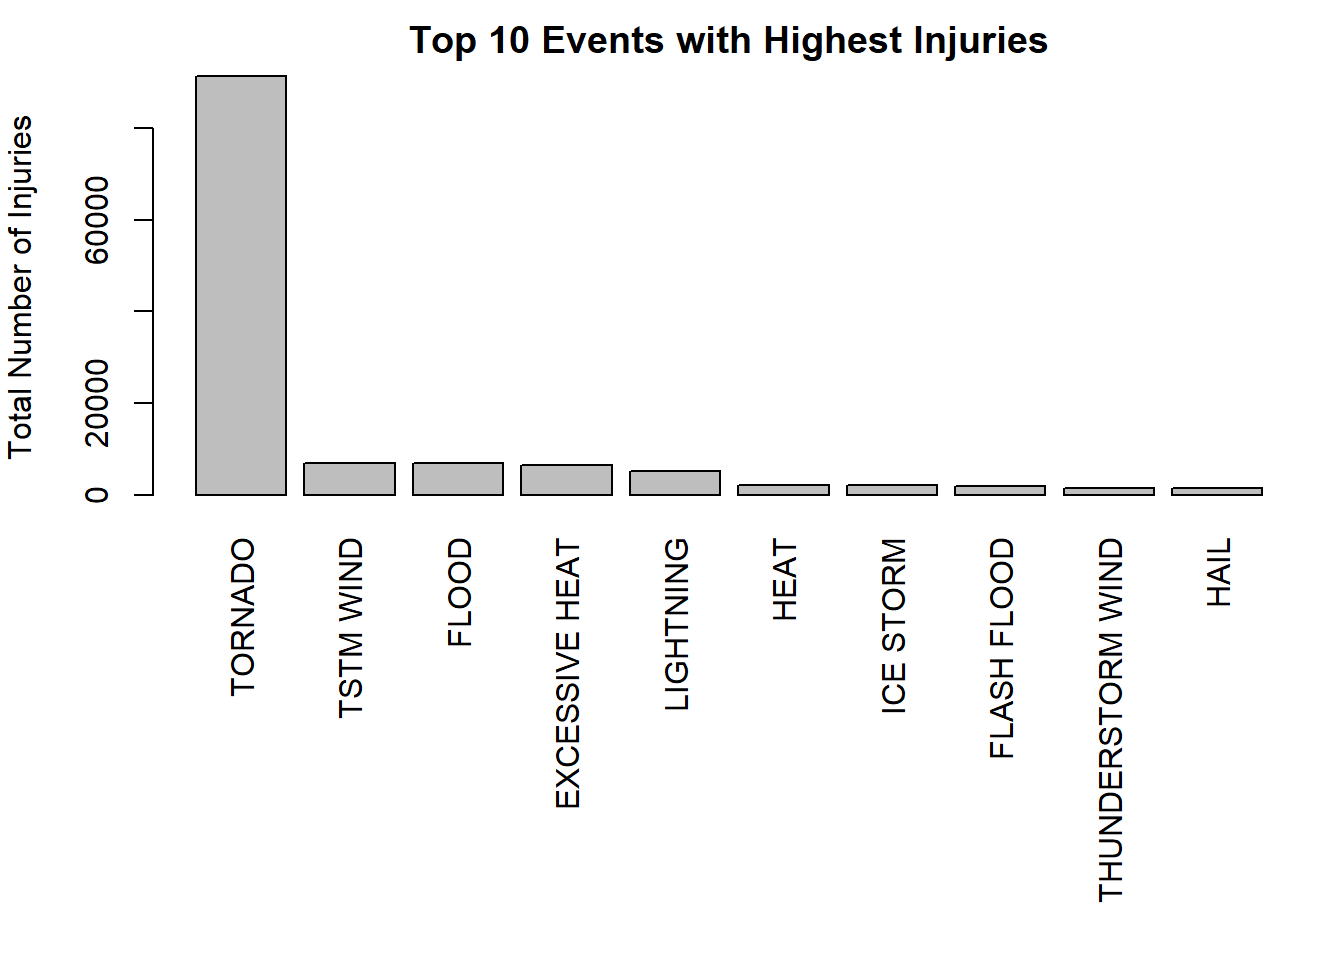 Top 10 Events with Highest Injuries
Total Number of Injuries
60000
20000
0
TORNADO
TSTM WIND
FLOOD
EXCESSIVE HEAT
LIGHTNING
HEAT
ICE STORM
FLASH FLOOD
THUNDERSTORM WIND
HAIL